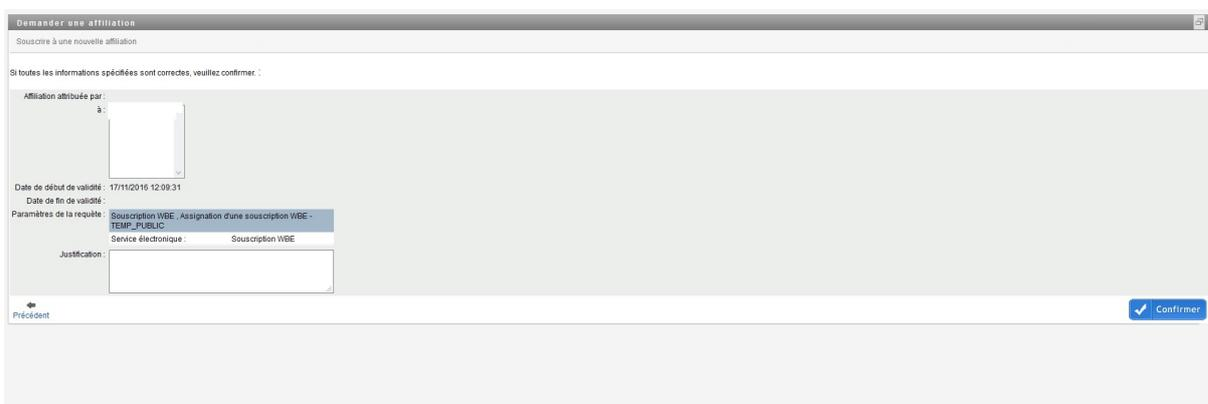 Demander une affiliation
Souscrire à une nouvelle affiliation
Si toutes les informations spécifiées sont correctes, veuillez confirmer. :
Affiliation attribuée par :
à :
Date de début de validité : 17/11/2016 12:09:31
Date de fin de validité :
Paramètres de la requête : Souscription WBE , Assignation d'une souscription WBE -
TEMP_PUBLIC
Service électronique : Souscription WBE
Justification :
Précédent
Confirmer